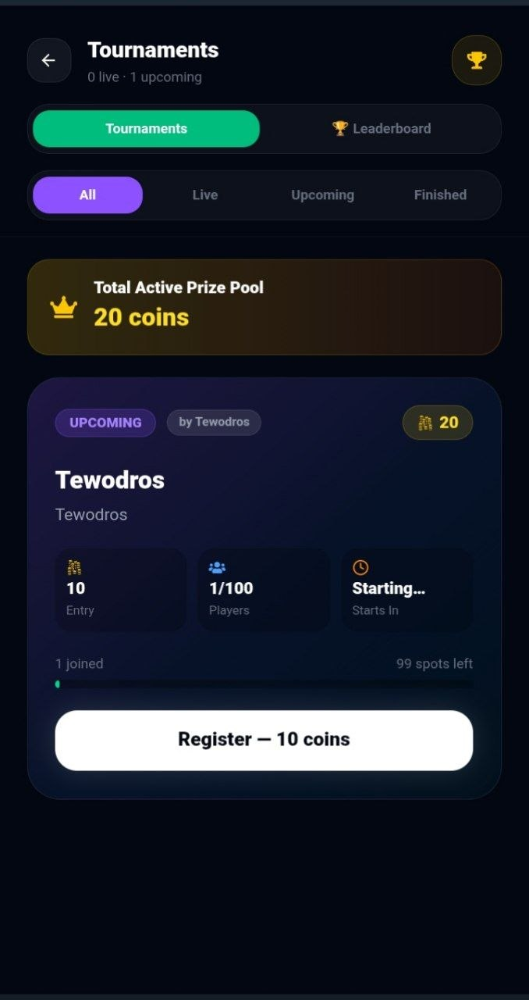 Tournaments
0 live · 1 upcoming
Tournaments
🏆 Leaderboard
All
Live
Upcoming
Finished
Total Active Prize Pool
20 coins
UPCOMING
by Tewodros
20
Tewodros
Tewodros
10
Entry
1/100
Players
Starting...
Starts In
1 joined
99 spots left
Register — 10 coins